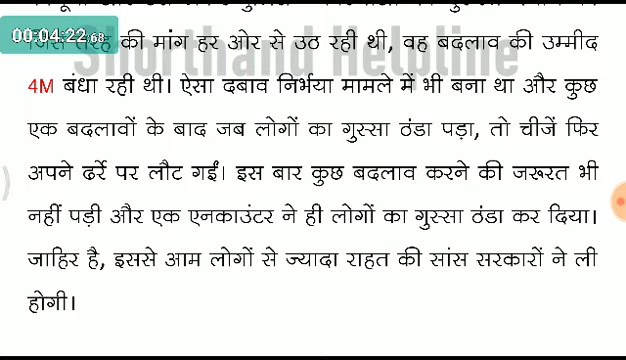 00:04:22.68
की मांग हर ओर से उठ रही थी, वह बदलाव की उम्मीद
Shorthand Helpline
4M बंधा रही थी। ऐसा दबाव निर्भया मामले में भी बना था और कुछ
एक बदलावों के बाद जब लोगों का गुस्सा ठंडा पड़ा, तो चीजें फिर
अपने ढर्रे पर लौट गईं। इस बार कुछ बदलाव करने की जरूरत भी
नहीं पड़ी और एक एनकाउंटर ने ही लोगों का गुस्सा ठंडा कर दिया।
जाहिर है, इससे आम लोगों से ज्यादा राहत की सांस सरकारों ने ली
होगी।